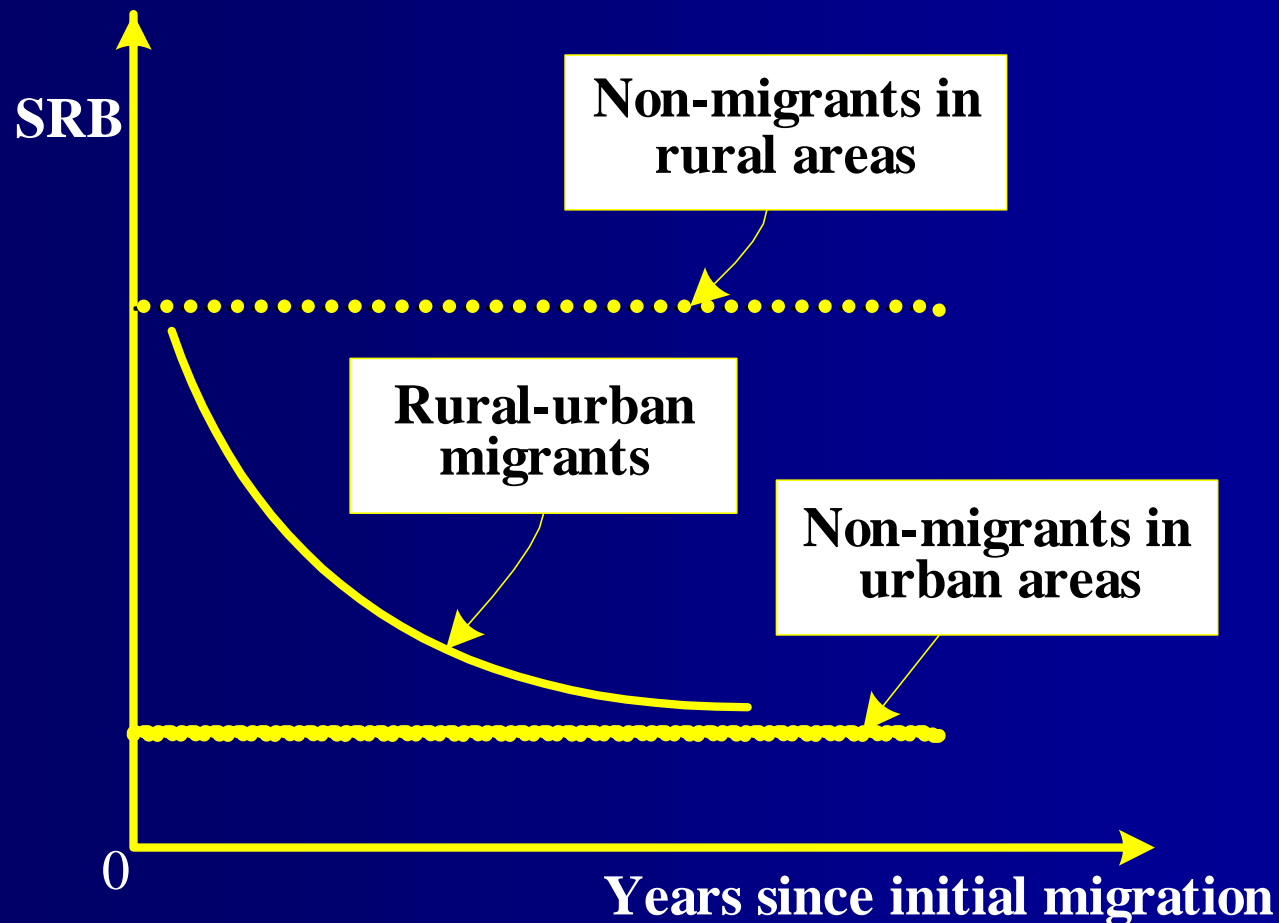 SRB
Non-migrants in
rural areas
Rural-urban
migrants
Non-migrants in
urban areas
0
Years since initial migration